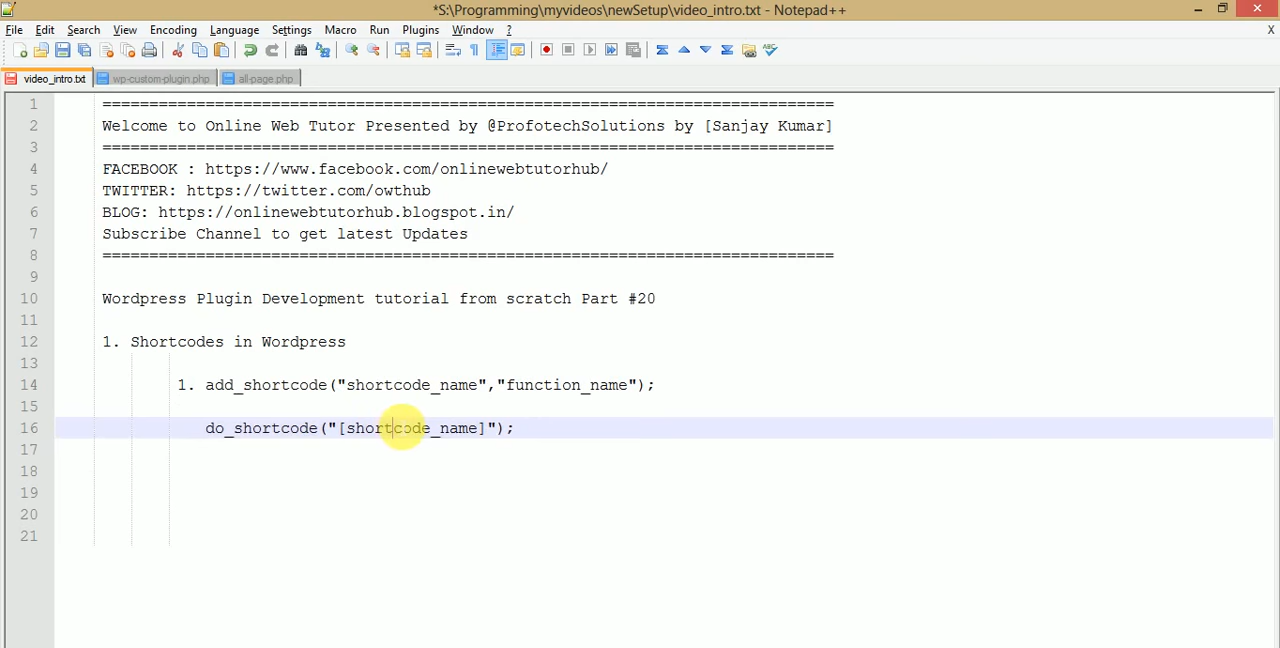 *S:\Programming\myvideos\newSetup\video_intro.txt - Notepad++
File Edit Search View Encoding Language Settings Macro Run Plugins Window ? X
video_intro.txt wp-custom-plugin.php all-page.php
1 ==============================================================================
2 Welcome to Online Web Tutor Presented by @ProfotechSolutions by [Sanjay Kumar]
3 ==============================================================================
4 FACEBOOK : https://www.facebook.com/onlinewebtutorhub/
5 TWITTER: https://twitter.com/owthub
6 BLOG: https://onlinewebtutorhub.blogspot.in/
7 Subscribe Channel to get latest Updates
8 ==============================================================================
9
10 Wordpress Plugin Development tutorial from scratch Part #20
11
12 1. Shortcodes in Wordpress
13
14 1. add_shortcode("shortcode_name","function_name");
15
16 do_shortcode("[shortcode_name]");
17
18
19
20
21